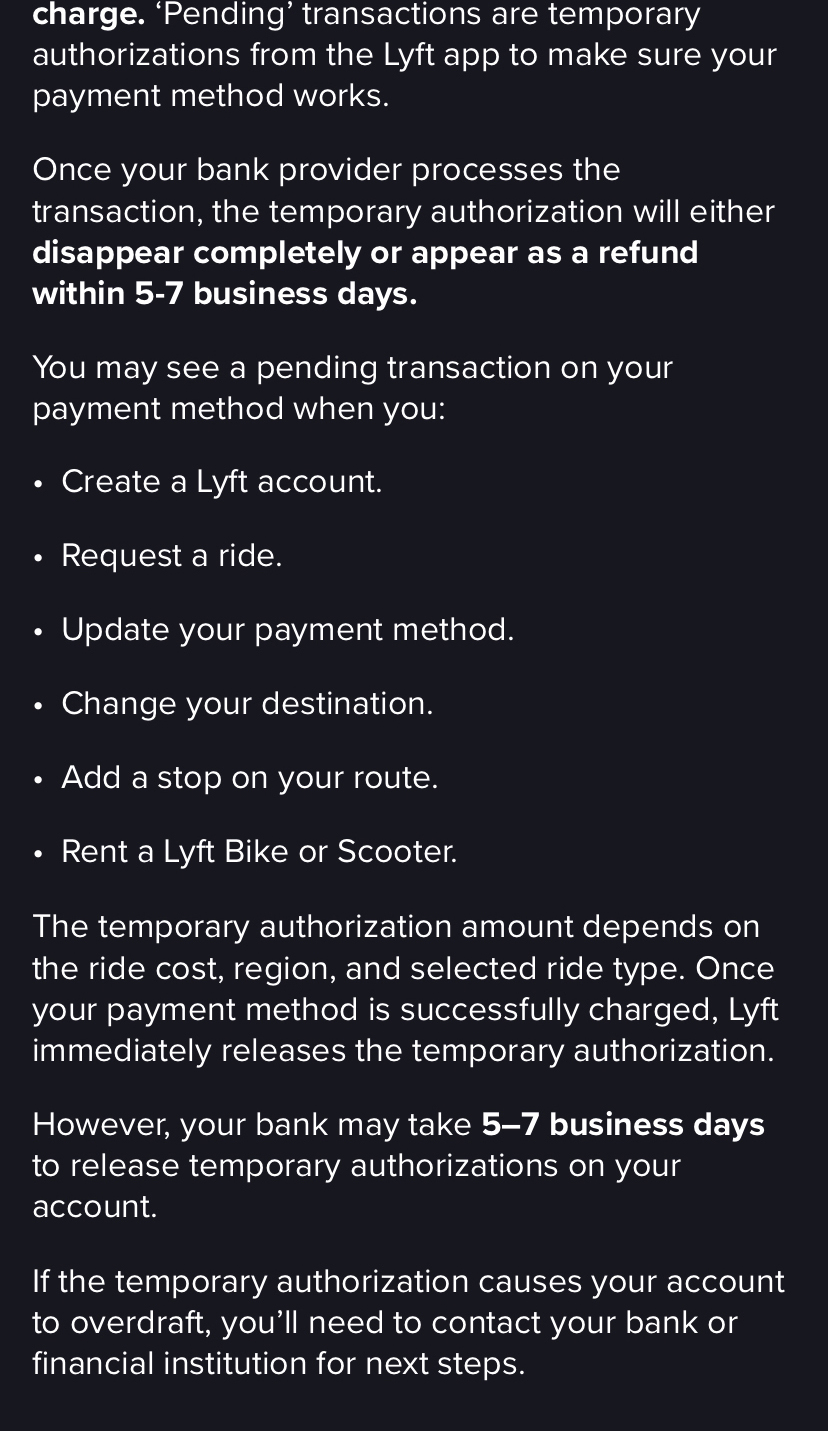 charge. ‘Pending’ transactions are temporary
authorizations from the Lyft app to make sure your
payment method works.
Once your bank provider processes the
transaction, the temporary authorization will either
disappear completely or appear as a refund
within 5-7 business days.
You may see a pending transaction on your
payment method when you:
• Create a Lyft account.
• Request a ride.
• Update your payment method.
• Change your destination.
• Add a stop on your route.
• Rent a Lyft Bike or Scooter.
The temporary authorization amount depends on
the ride cost, region, and selected ride type. Once
your payment method is successfully charged, Lyft
immediately releases the temporary authorization.
However, your bank may take 5–7 business days
to release temporary authorizations on your
account.
If the temporary authorization causes your account
to overdraft, you’ll need to contact your bank or
financial institution for next steps.